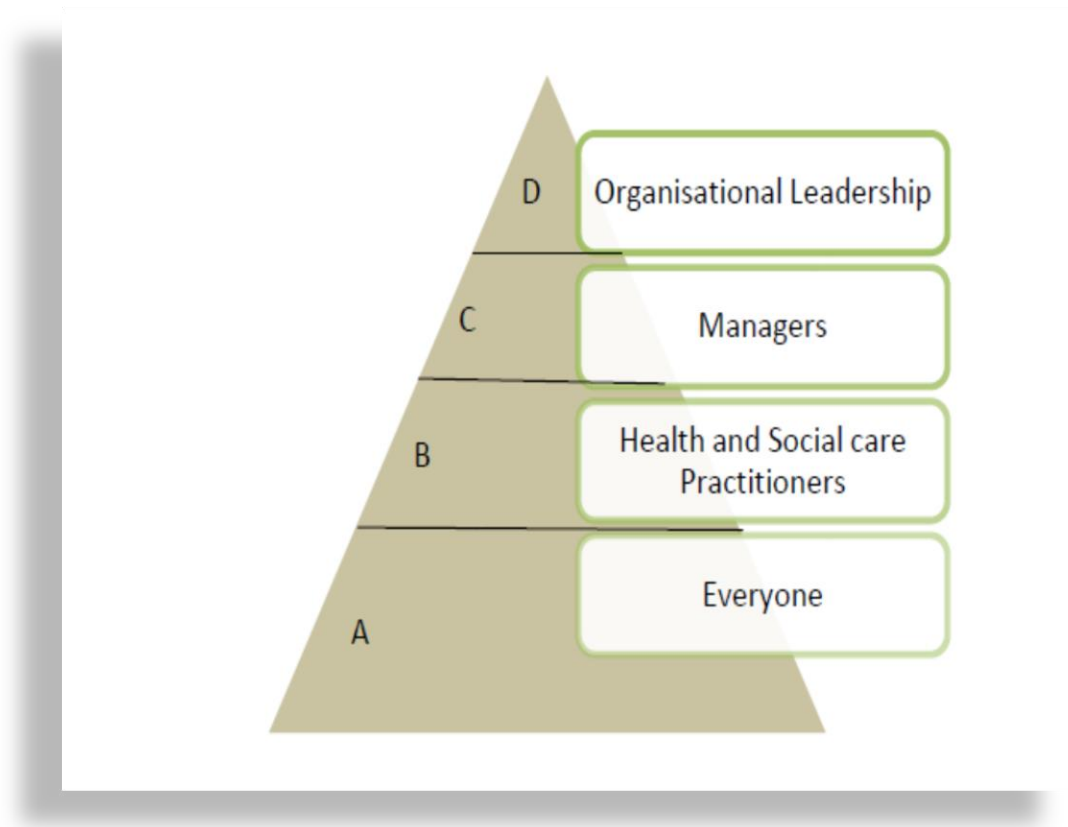 D
Organisational Leadership
C
Managers
B
Health and Social care
Practitioners
A
Everyone